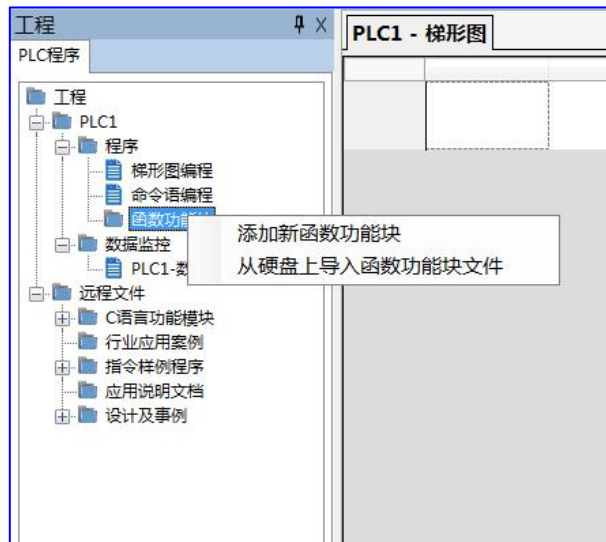 工程
PLC程序
工程
PLC1
程序
梯形图编程
命令语编程
函数功能
数据监控
PLC1-数
远程文件
C语言功能模块
行业应用案例
指令样例程序
应用说明文档
设计及事例
添加新函数功能块
从硬盘上导入函数功能块文件
PLC1 - 梯形图